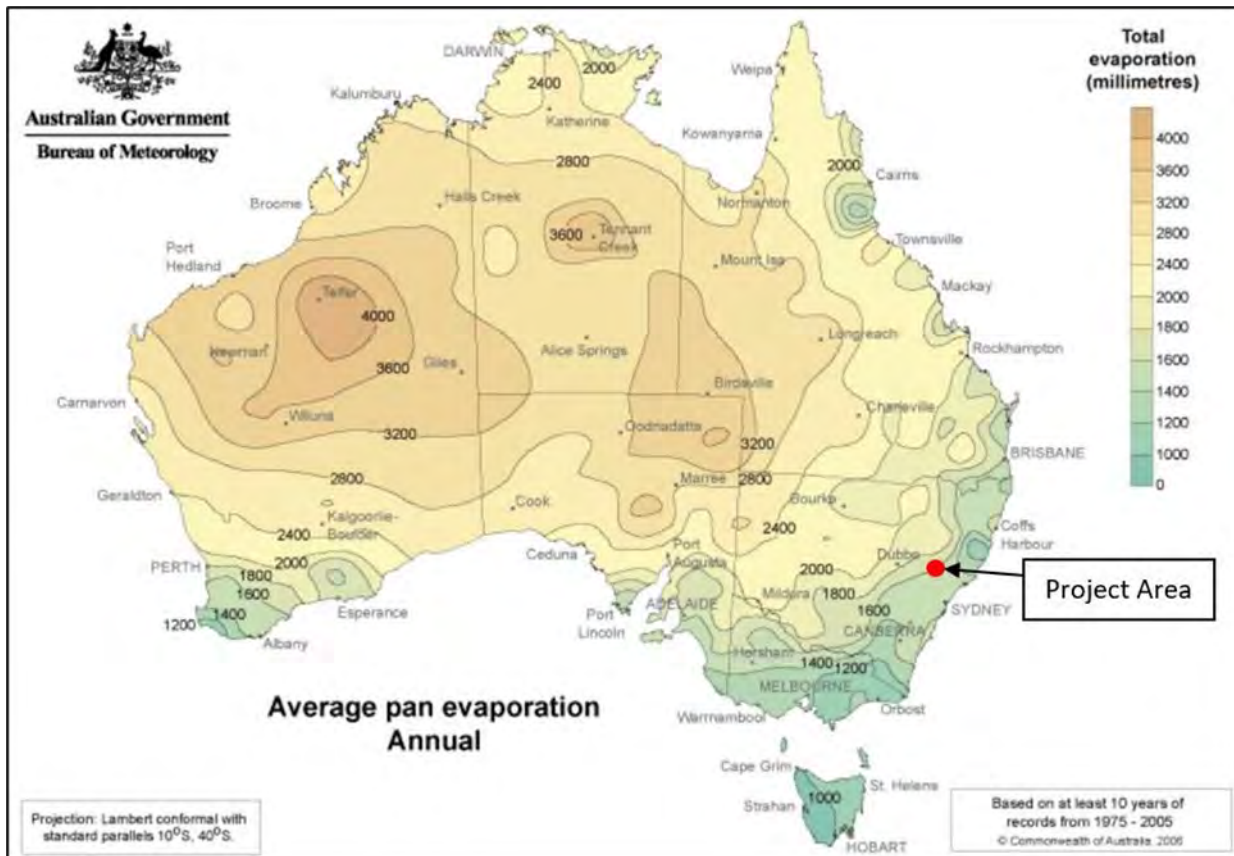 Australian Government
Bureau of Meteorology
Total
evaporation
(millimetres)
4000
3600
3200
2800
2400
2000
1800
1600
1400
1200
1000
0
DARWIN
2000
2400
Weipa
Kalumburu
Katherine
Kowanyama
2800
2000
Cairns
Halls Creek
Normanton
Broome
3600
Tennant
Creek
Townsville
Port
Hedland
Mount Isa
Mackay
Telfer
4000
Longreach
Newman
Alice Springs
Rockhampton
3600
Giles
Birdsville
Carnarvon
Wiluna
Charleville
3200
Oodnadatta
3200
BRISBANE
2800
Marree
2800
Geraldton
Cook
Bourke
Kalgoorlie-
Boulder
2400
2400
Coffs
Harbour
Ceduna
Port
Augusta
Dubbo
PERTH
2000
2000
1800
Mildura
1800
Project Area
1600
Esperance
Port
Lincoln
ADELAIDE
1600
SYDNEY
1200
1400
Albany
CANBERRA
Horsham
1400
1200
MELBOURNE
Average pan evaporation
Annual
Warrnambool
Orbost
Cape Grim
St. Helens
1000
Strahan
HOBART
Projection: Lambert conformal with
standard parallels 10°S, 40°S.
Based on at least 10 years of
records from 1975 - 2005
© Commonwealth of Australia, 2006